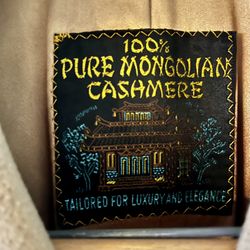 100%
PURE MONGOLIAN
CASHMERE
TAILORED FOR LUXURY AND ELEGANCE